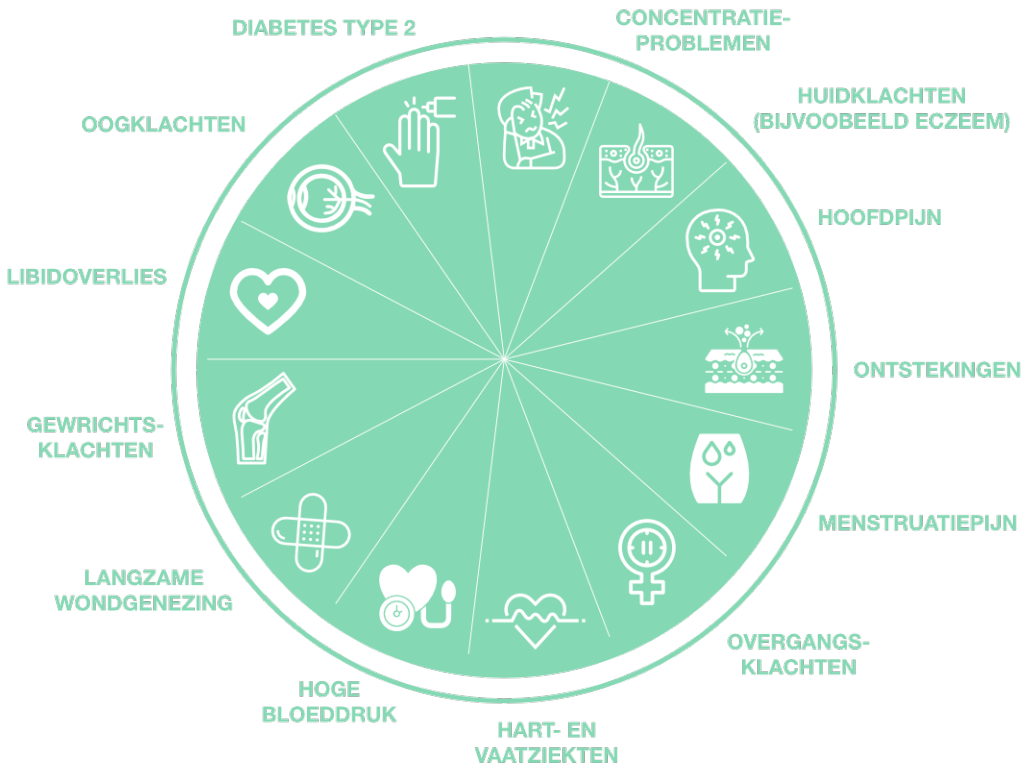 DIABETES TYPE 2
CONCENTRATIE-
PROBLEMEN
HUIDKLACHTEN
(BIJVOOBEELD ECZEEM)
HOOFDPIJN
ONTSTEKINGEN
MENSTRUATIEPIJN
OVERGANGS-
KLACHTEN
HART- EN
VAATZIEKTEN
HOGE
BLOEDDRUK
LANGZAME
WONDGENEZING
GEWRICHTS-
KLACHTEN
LIBIDOVERLIES
OOGKLACHTEN